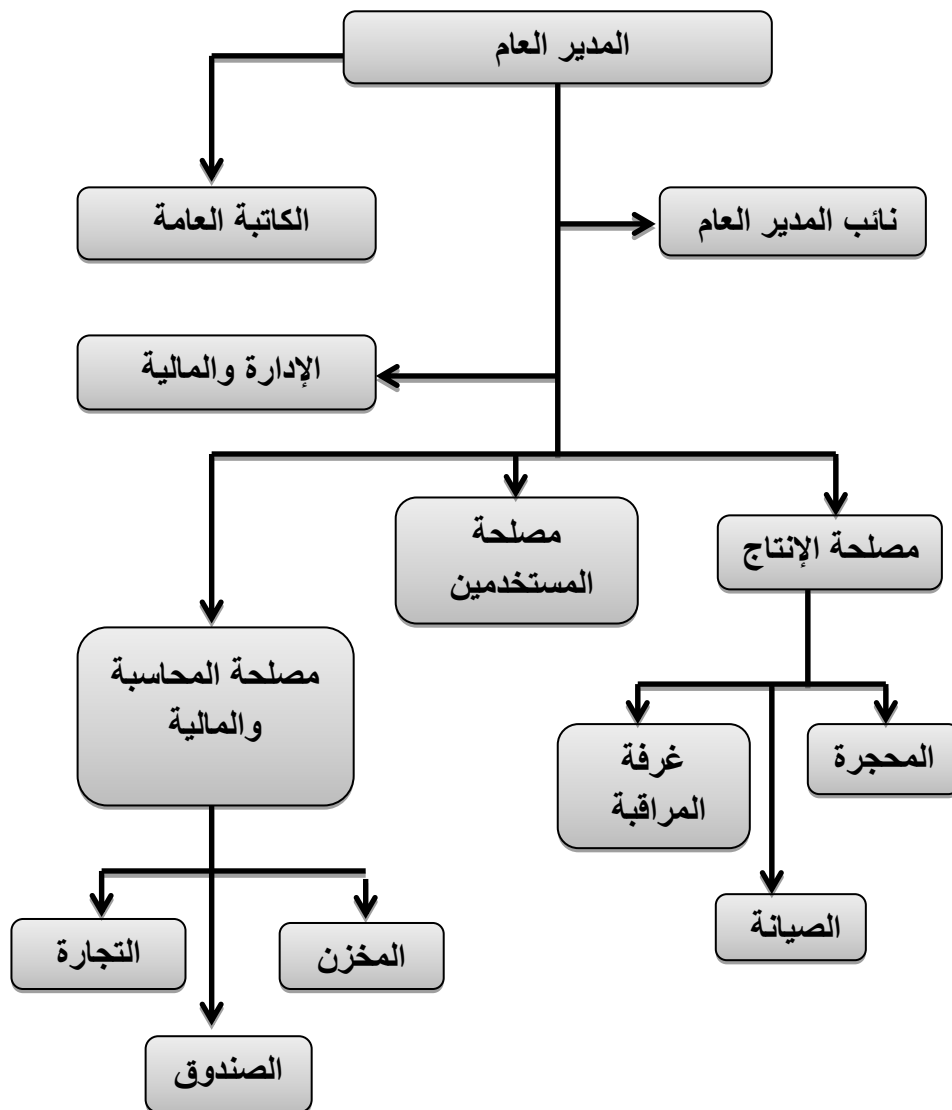 المدير العام
نائب المدير العام
الكاتبة العامة
الإدارة والمالية
مصلحة الإنتاج
مصلحة
المستخدمين
مصلحة المحاسبة
والمالية
المحجرة
غرفة
المراقبة
الصيانة
المخزن
التجارة
الصندوق